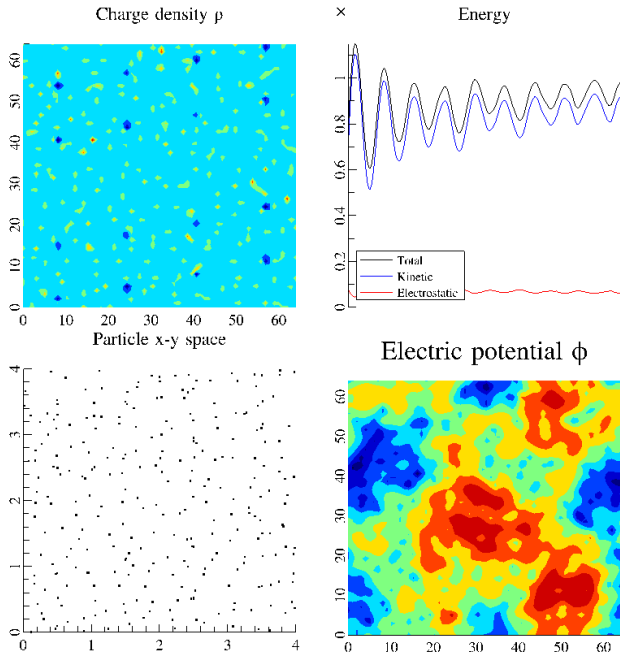 Charge density ρ
× Energy
60
50
40
30
20
10
0
0 10 20 30 40 50 60
1
0.8
0.6
0.4
0.2
0
Total
Kinetic
Electrostatic
Particle x-y space
4
3
2
1
0
0 1 2 3 4
Electric potential ϕ
60
50
40
30
20
10
0
0 10 20 30 40 50 60